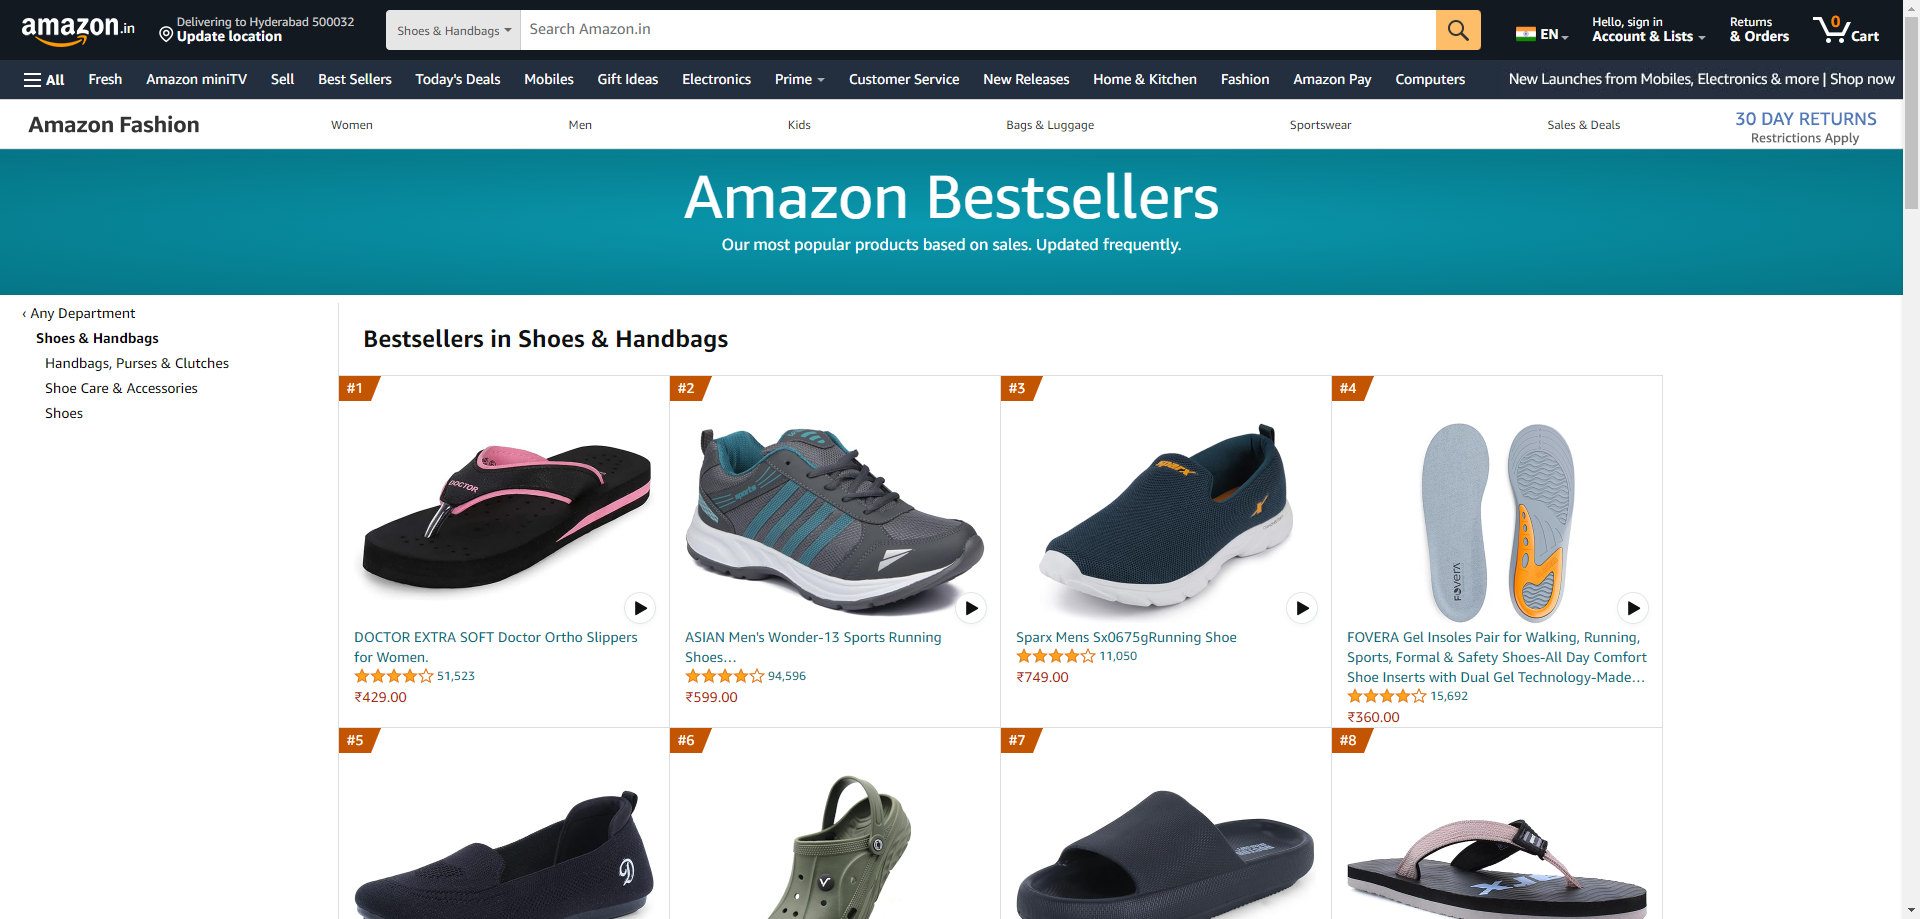 amazon.in
Delivering to Hyderabad 500032
Update location
Shoes & Handbags
Search Amazon.in
EN
Hello, sign in
Account & Lists
Returns
& Orders
0
Cart
All
Fresh
Amazon miniTV
Sell
Best Sellers
Today's Deals
Mobiles
Gift Ideas
Electronics
Prime
Customer Service
New Releases
Home & Kitchen
Fashion
Amazon Pay
Computers
New Launches from Mobiles, Electronics & more | Shop now
Amazon Fashion
Women
Men
Kids
Bags & Luggage
Sportswear
Sales & Deals
30 DAY RETURNS
Restrictions Apply
Amazon Bestsellers
Our most popular products based on sales. Updated frequently.
‹ Any Department
Shoes & Handbags
Handbags, Purses & Clutches
Shoe Care & Accessories
Shoes
Bestsellers in Shoes & Handbags
#1
DOCTOR
DOCTOR EXTRA SOFT Doctor Ortho Slippers
for Women.
51,523
₹429.00
#2
sports
ASIAN Men's Wonder-13 Sports Running
Shoes…
94,596
₹599.00
#3
sparx
Sparx Mens Sx0675gRunning Shoe
11,050
₹749.00
#4
FOVERA
FOVERA Gel Insoles Pair for Walking, Running,
Sports, Formal & Safety Shoes-All Day Comfort
Shoe Inserts with Dual Gel Technology-Made…
15,692
₹360.00
#5
#6
#7
#8